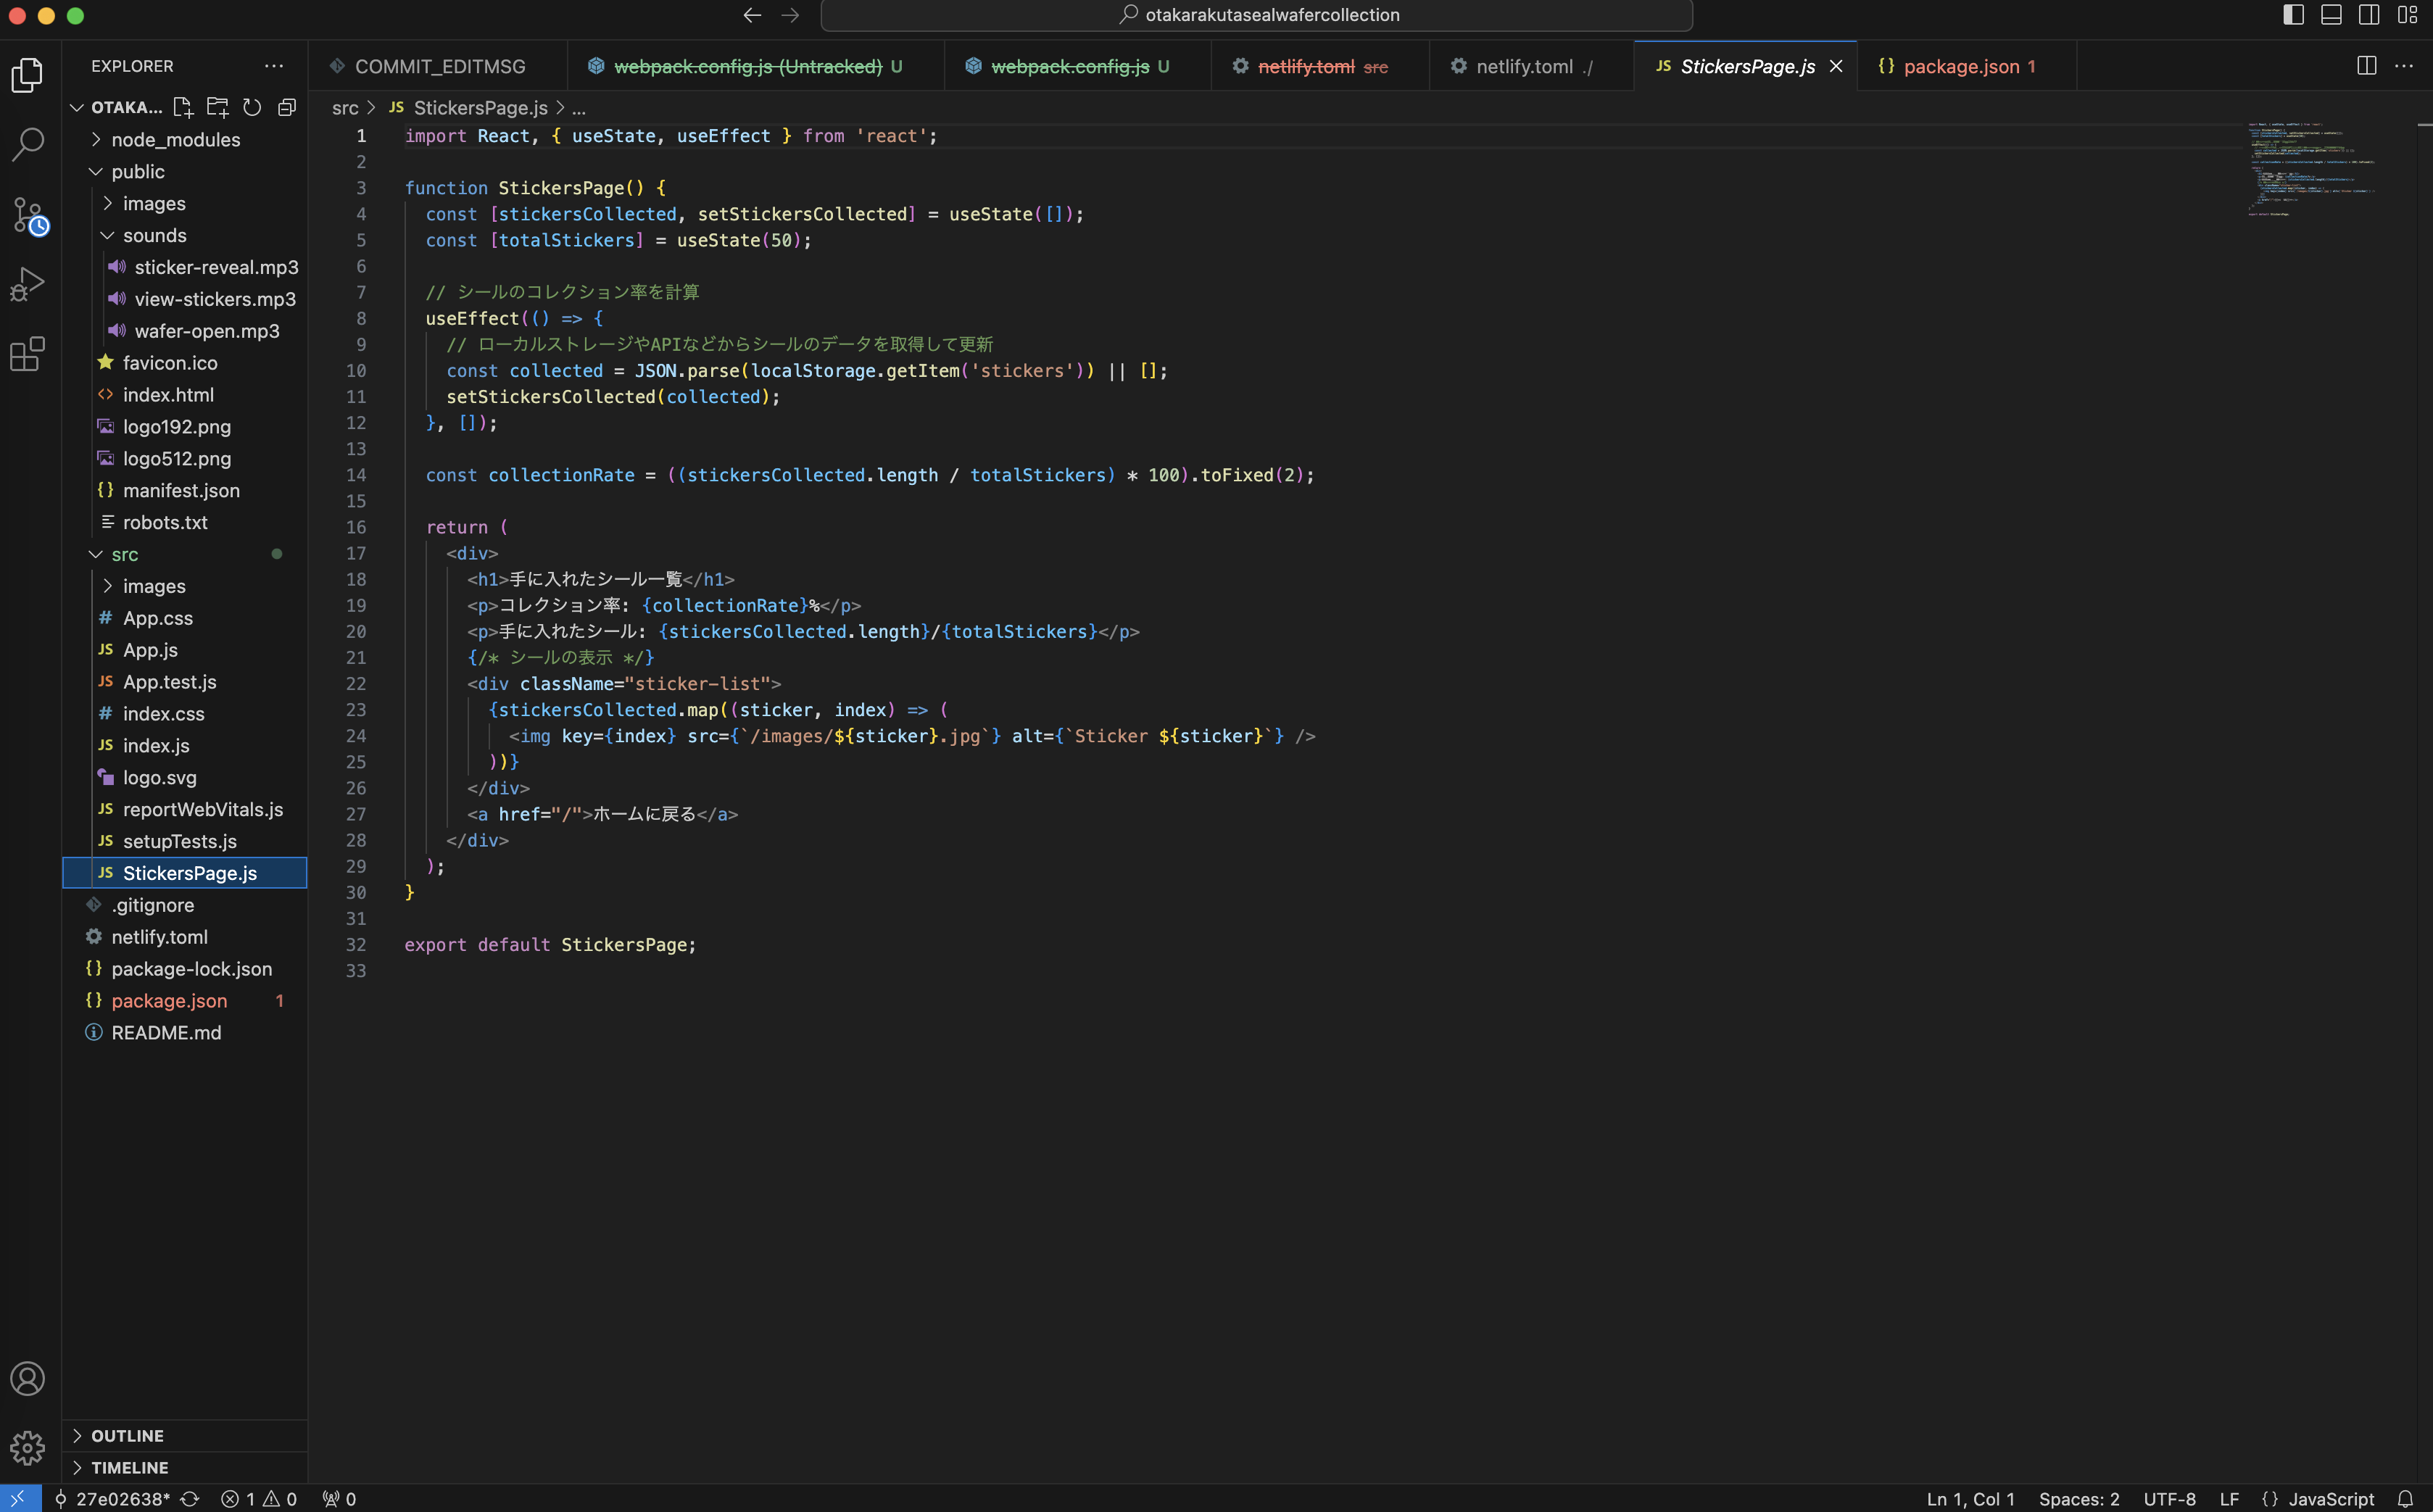 otakarakutasealwafercollection
EXPLORER
COMMIT_EDITMSG
webpack.config.js (Untracked) U
webpack.config.js U
netlify.toml src
netlify.toml ./
JS StickersPage.js
{} package.json 1
OTAKA...
src > JS StickersPage.js > ...
node_modules
public
images
sounds
sticker-reveal.mp3
view-stickers.mp3
wafer-open.mp3
favicon.ico
index.html
logo192.png
logo512.png
{} manifest.json
robots.txt
src
images
# App.css
JS App.js
JS App.test.js
# index.css
JS index.js
logo.svg
JS reportWebVitals.js
JS setupTests.js
JS StickersPage.js
.gitignore
netlify.toml
{} package-lock.json
{} package.json 1
README.md
OUTLINE
TIMELINE
1 import React, { useState, useEffect } from 'react';
2
3 function StickersPage() {
4 const [stickersCollected, setStickersCollected] = useState([]);
5 const [totalStickers] = useState(50);
6
7 // シールのコレクション率を計算
8 useEffect(() => {
9 // ローカルストレージやAPIなどからシールのデータを取得して更新
10 const collected = JSON.parse(localStorage.getItem('stickers')) || [];
11 setStickersCollected(collected);
12 }, []);
13
14 const collectionRate = ((stickersCollected.length / totalStickers) * 100).toFixed(2);
15
16 return (
17 <div>
18 <h1>手に入れたシール一覧</h1>
19 <p>コレクション率: {collectionRate}%</p>
20 <p>手に入れたシール: {stickersCollected.length}/{totalStickers}</p>
21 {/* シールの表示 */}
22 <div className="sticker-list">
23 {stickersCollected.map((sticker, index) => (
24 <img key={index} src={`/images/${sticker}.jpg`} alt={`Sticker ${sticker}`} />
25 ))}
26 </div>
27 <a href="/">ホームに戻る</a>
28 </div>
29 );
30 }
31
32 export default StickersPage;
33
27e02638* 1 0 0
Ln 1, Col 1 Spaces: 2 UTF-8 LF {} JavaScript